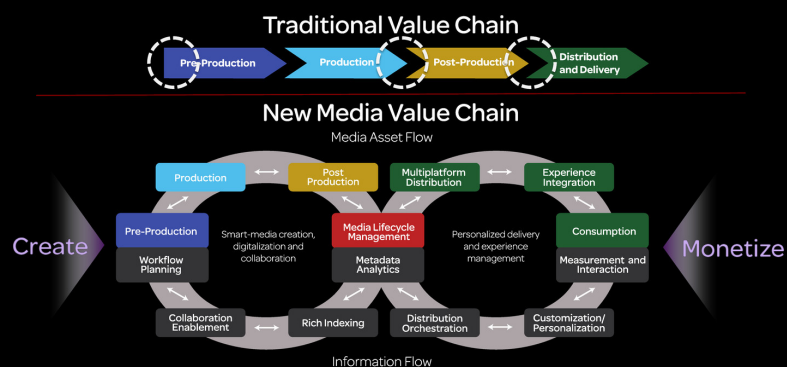 Traditional Value Chain
Pre-Production
Production
Post-Production
Distribution
and Delivery
New Media Value Chain
Media Asset Flow
Production
Post
Production
Multiplatform
Distribution
Experience
Integration
Create
Pre-Production
Smart-media creation,
digitalization and
collaboration
Media Lifecycle
Management
Personalized delivery
and experience
management
Consumption
Monetize
Workflow
Planning
Metadata
Analytics
Measurement and
Interaction
Collaboration
Enablement
Rich Indexing
Distribution
Orchestration
Customization/
Personalization
Information Flow